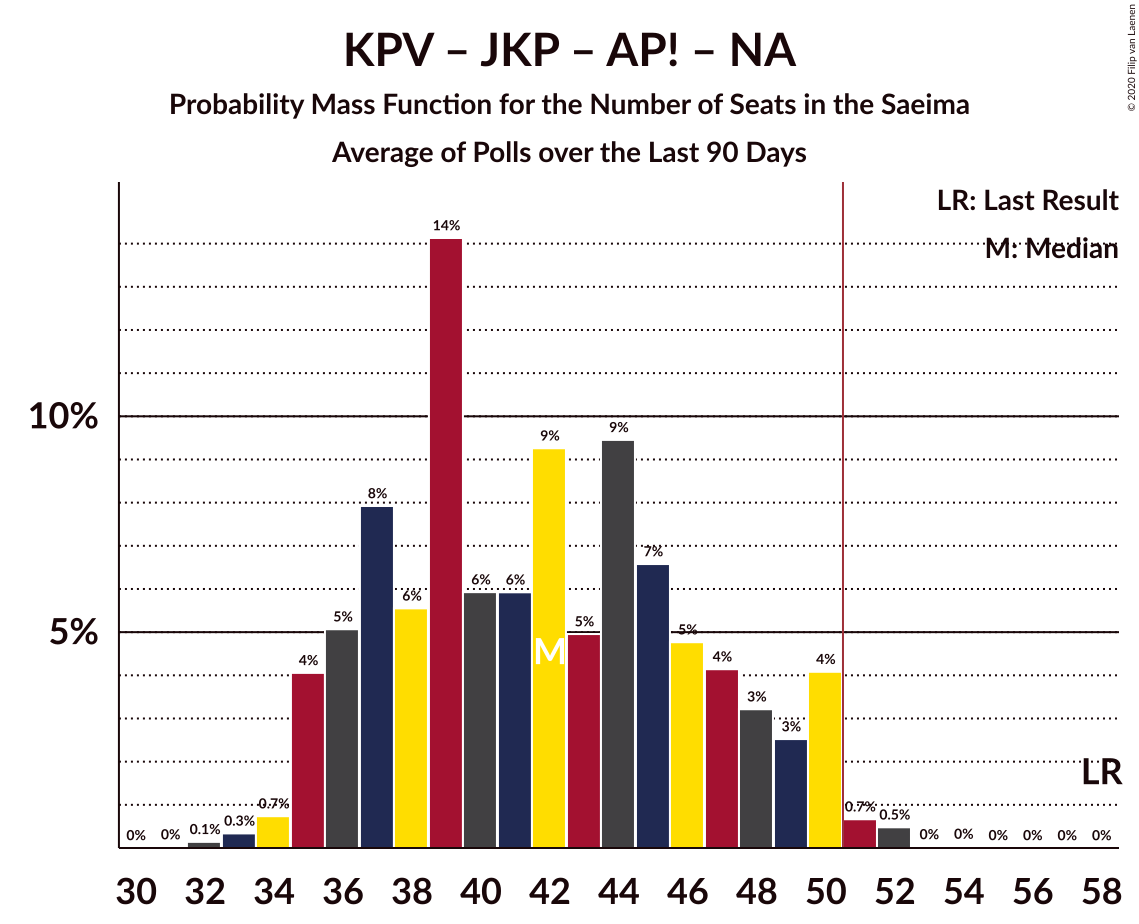 KPV – JKP – AP! – NA
Probability Mass Function for the Number of Seats in the Saeima
Average of Polls over the Last 90 Days
© 2020 Filip van Laenen
LR: Last Result
M: Median
10%
5%
0% 0% 0.1% 0.3% 0.7% 4% 5% 8% 6% 14% 6% 6% 9% 5% 9% 7% 5% 4% 3% 3% 4% 0.7% 0.5% 0% 0% 0% 0% 0% 0%
M
LR
30 32 34 36 38 40 42 44 46 48 50 52 54 56 58